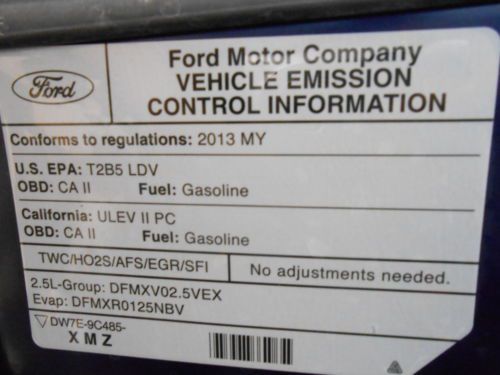 Ford
Ford Motor Company
VEHICLE EMISSION
CONTROL INFORMATION
Conforms to regulations: 2013 MY
U.S. EPA: T2B5 LDV
OBD: CA II Fuel: Gasoline
California: ULEV II PC
OBD: CA II Fuel: Gasoline
TWC/HO2S/AFS/EGR/SFI No adjustments needed.
2.5L-Group: DFMXV02.5VEX
Evap: DFMXR0125NBV
DW7E-9C485-
X M Z